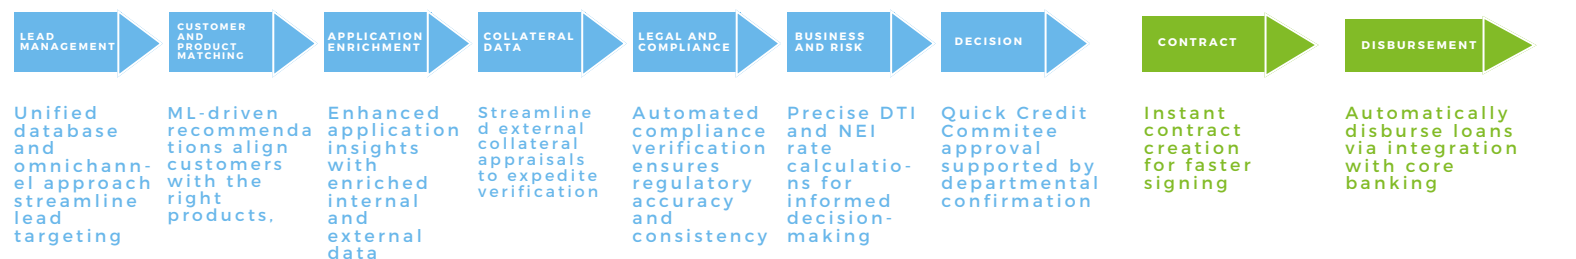 LEAD
MANAGEMENT
CUSTOMER
AND
PRODUCT
MATCHING
APPLICATION
ENRICHMENT
COLLATERAL
DATA
LEGAL AND
COMPLIANCE
BUSINESS
AND RISK
DECISION
CONTRACT
DISBURSEMENT
Unified
database
and
omnichann-
el approach
streamline
lead
targeting
ML-driven
recommenda
tions align
customers
with the
right
products,
Enhanced
application
insights
with
enriched
internal
and
external
data
Streamline
d external
collateral
appraisals
to expedite
verification
Automated
compliance
verification
ensures
regulatory
accuracy
and
consistency
Precise DTI
and NEI
rate
calculatio-
ns for
informed
decision-
making
Quick Credit
Commitee
approval
supported by
departmental
confirmation
Instant
contract
creation
for faster
signing
Automatically
disburse loans
via integration
with core
banking